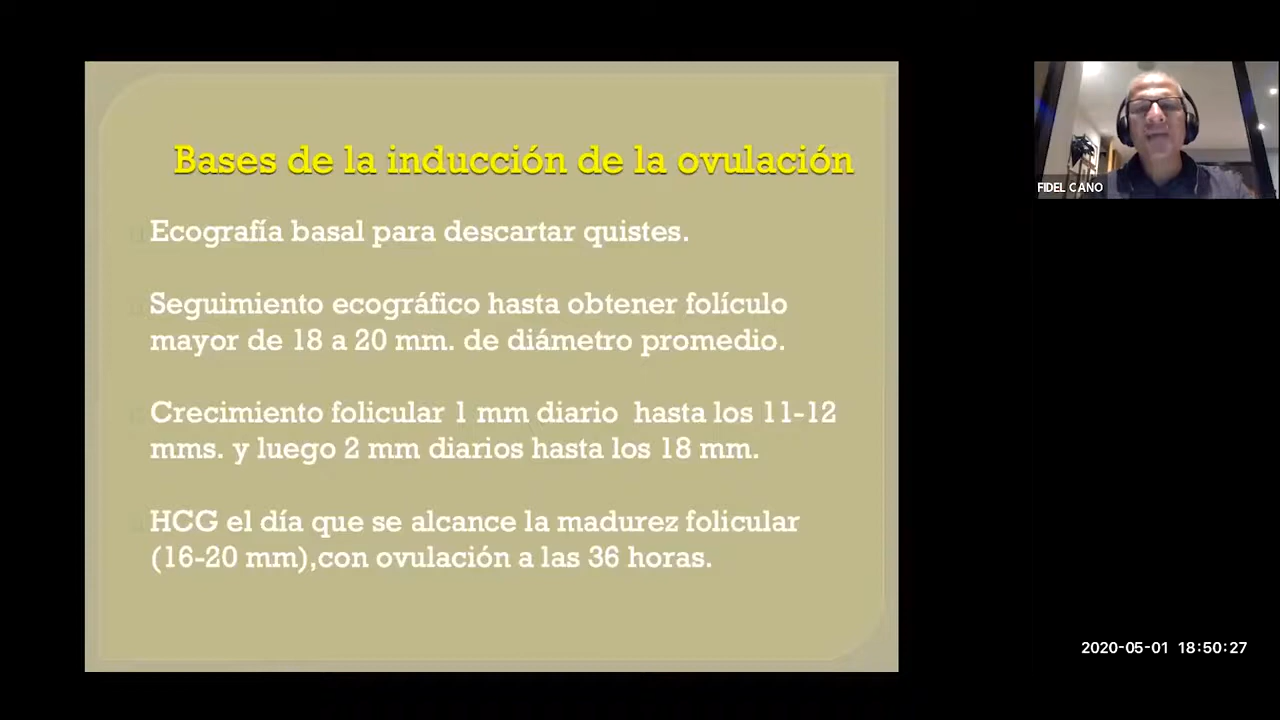 Bases de la inducción de la ovulación
Ecografía basal para descartar quistes.
Seguimiento ecográfico hasta obtener folículo
mayor de 18 a 20 mm. de diámetro promedio.
Crecimiento folicular 1 mm diario  hasta los 11-12
mms. y luego 2 mm diarios hasta los 18 mm.
HCG el día que se alcance la madurez folicular
(16-20 mm),con ovulación a las 36 horas.
FIDEL CANO
2020-05-01 18:50:27